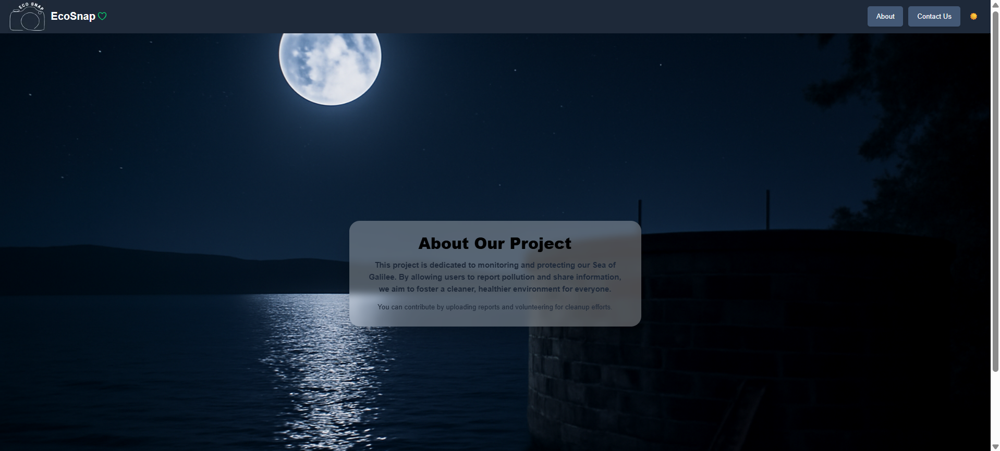 ECO SNAP
EcoSnap
About
Contact Us
About Our Project
This project is dedicated to monitoring and protecting our Sea of
Galilee. By allowing users to report pollution and share information,
we aim to foster a cleaner, healthier environment for everyone.
You can contribute by uploading reports and volunteering for cleanup efforts.